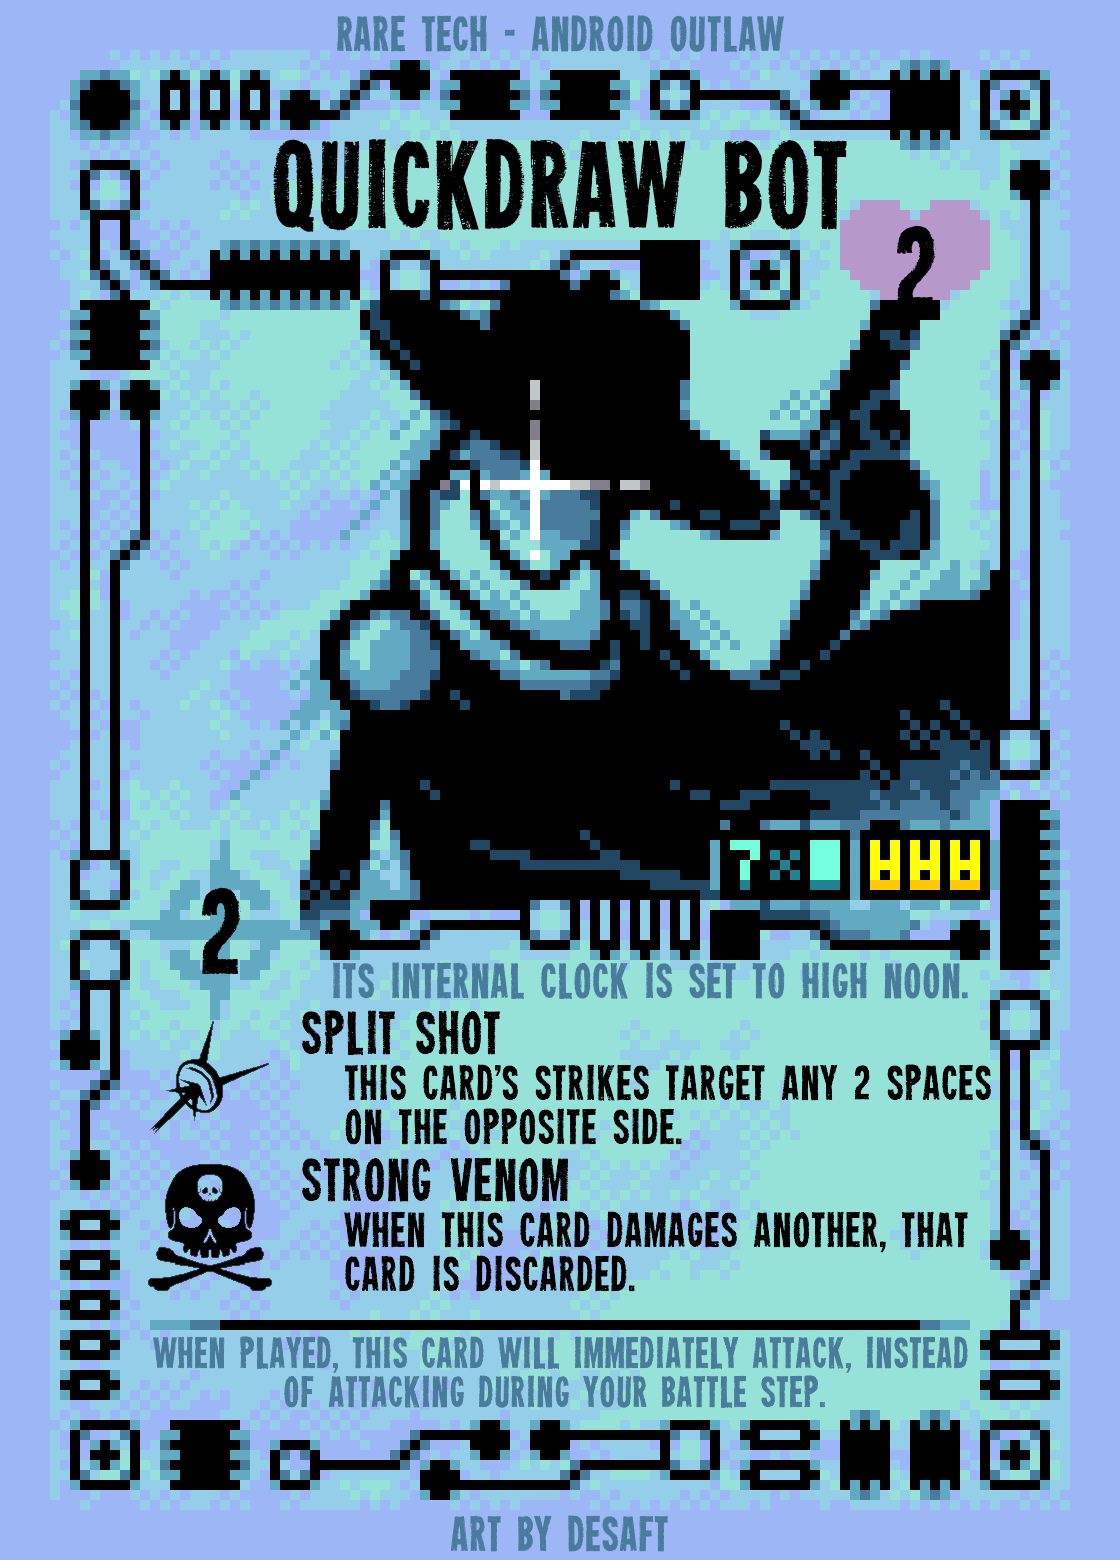 RARE TECH - ANDROID OUTLAW
QUICKDRAW BOT
2
7×
2
ITS INTERNAL CLOCK IS SET TO HIGH NOON.
SPLIT SHOT
THIS CARD'S STRIKES TARGET ANY 2 SPACES
ON THE OPPOSITE SIDE.
STRONG VENOM
WHEN THIS CARD DAMAGES ANOTHER, THAT
CARD IS DISCARDED.
WHEN PLAYED, THIS CARD WILL IMMEDIATELY ATTACK, INSTEAD
OF ATTACKING DURING YOUR BATTLE STEP.
ART BY DESAFT